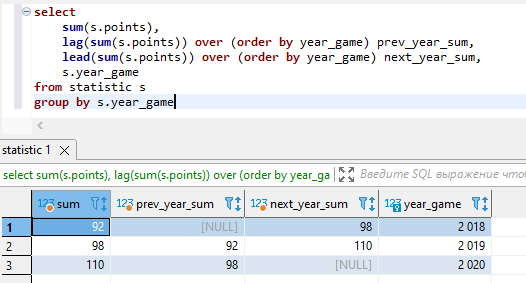 select
sum(s.points),
lag(sum(s.points)) over (order by year_game) prev_year_sum,
lead(sum(s.points)) over (order by year_game) next_year_sum,
s.year_game
from statistic s
group by s.year_game
statistic 1
select sum(s.points), lag(sum(s.points)) over (order by year_ga Введите SQL выражение чтоб
123 sum 123 prev_year_sum 123 next_year_sum 123 year_game
1 92 [NULL] 98 2 018
2 98 92 110 2 019
3 110 98 [NULL] 2 020